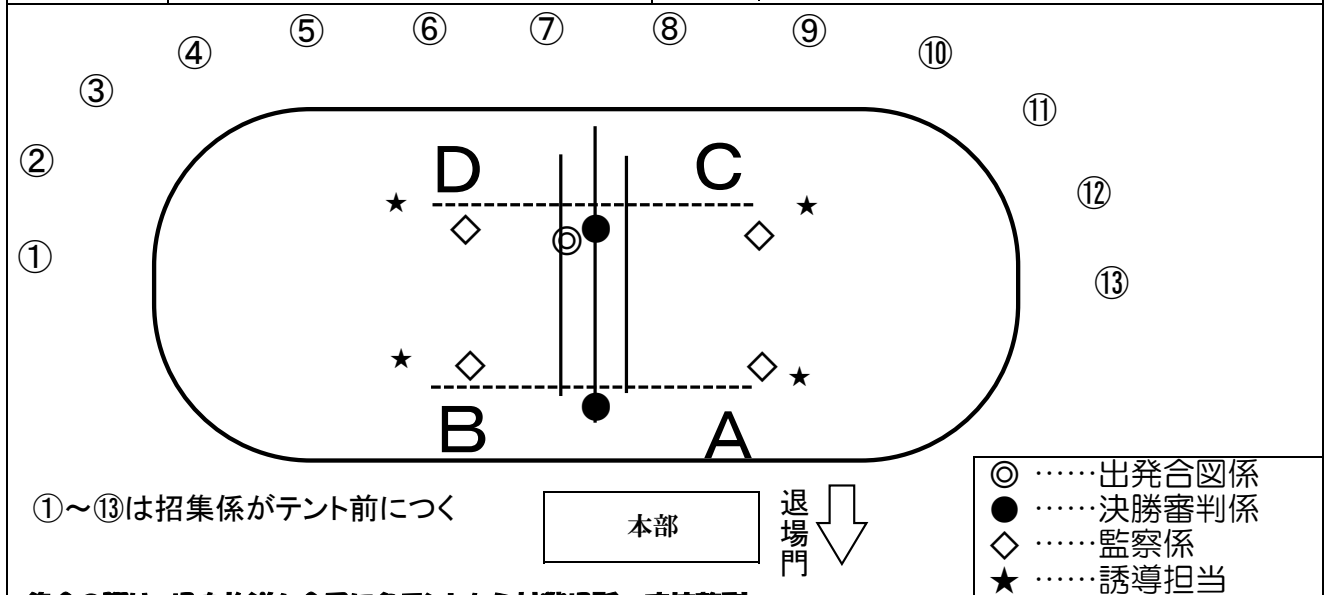 ⑤ ⑥ ⑦ ⑧ ⑨
④ ⑩
③ ⑪
② D C ⑫
① ⑬
B A
①~⑬は招集係がテント前につく
本部
退場門
◎ ……出発合図係
● ……決勝審判係
◇ ……監察係
★ ……誘導担当